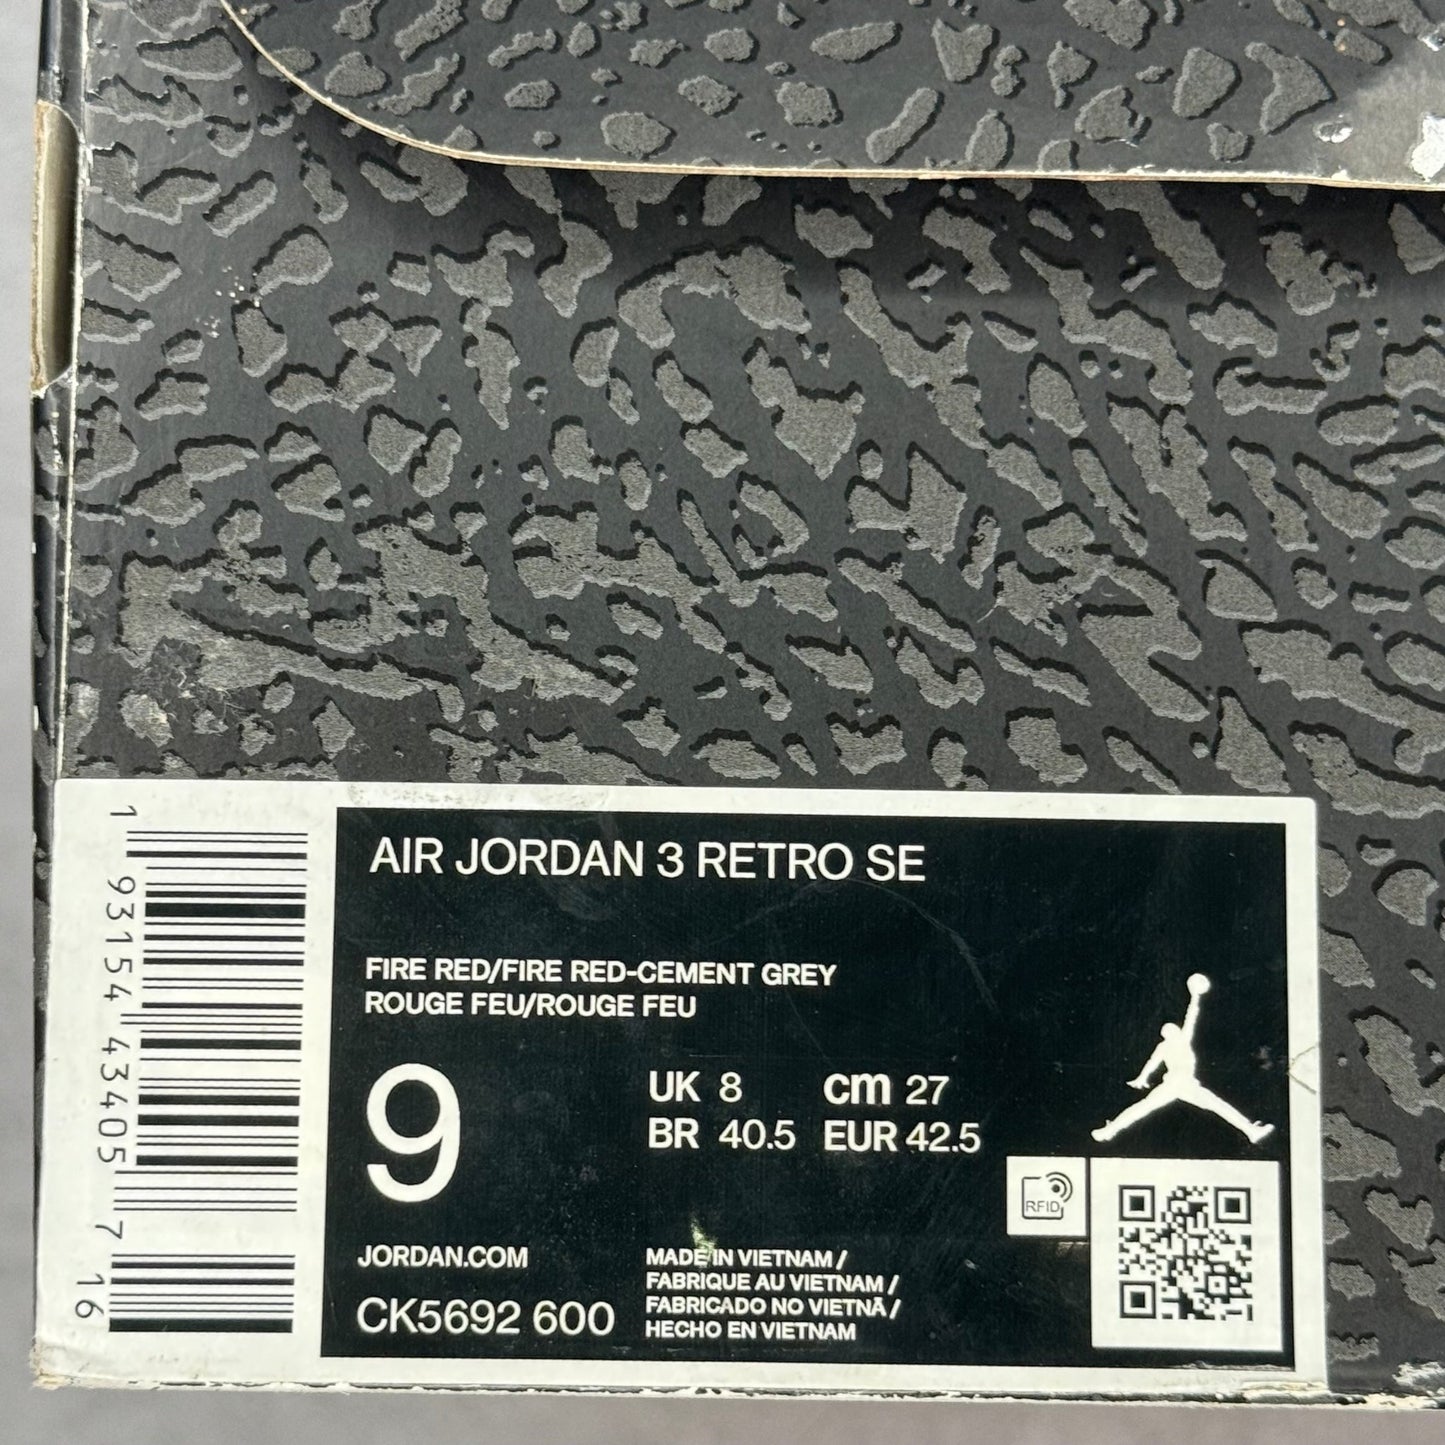 AIR JORDAN 3 RETRO SE
FIRE RED/FIRE RED-CEMENT GREY
ROUGE FEU/ROUGE FEU
9
UK 8 cm 27
BR 40.5 EUR 42.5
RFID
JORDAN.COM
CK5692 600
MADE IN VIETNAM /
FABRIQUE AU VIETNAM /
FABRICADO NO VIETNÃ /
HECHO EN VIETNAM
1 93154 43405 7 16